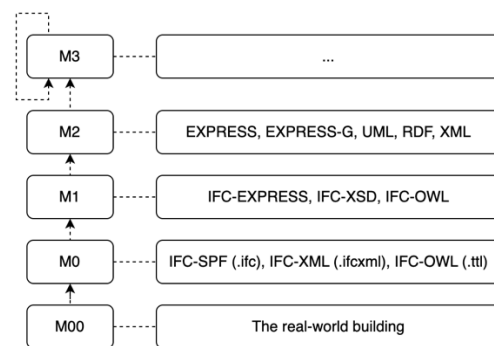 M3 ...
M2 EXPRESS, EXPRESS-G, UML, RDF, XML
M1 IFC-EXPRESS, IFC-XSD, IFC-OWL
M0 IFC-SPF (.ifc), IFC-XML (.ifcxml), IFC-OWL (.ttl)
M00 The real-world building